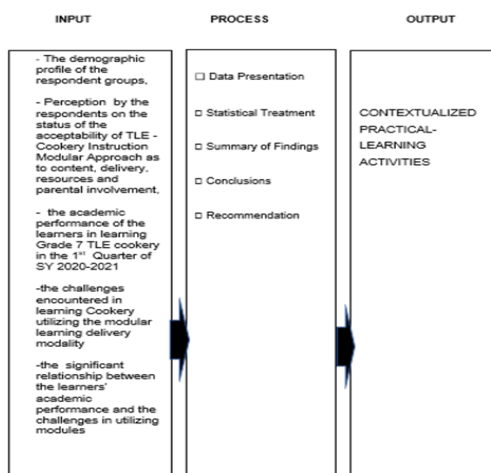 INPUT
PROCESS
OUTPUT
- The demographic
profile of the
respondent groups,
- Perception by the
respondents on the
status of the
acceptability of TLE -
Cookery Instruction
Modular Approach as
to content, delivery,
resources and
parental involvement,
- the academic
performance of the
learners in learning
Grade 7 TLE cookery
in the 1st Quarter of
SY 2020-2021
-the challenges
encountered in
learning Cookery
utilizing the modular
learning delivery
modality
-the significant
relationship between
the learners'
academic
performance and the
challenges in utilizing
modules
□ Data Presentation
□ Statistical Treatment
□ Summary of Findings
□ Conclusions
□ Recommendation
CONTEXTUALIZED
PRACTICAL-
LEARNING
ACTIVITIES